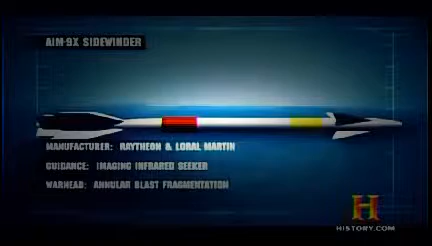 AIM-9X SIDEWINDER
MANUFACTURER: RAYTHEON & LORAL MARTIN
GUIDANCE: IMAGING INFRARED SEEKER
WARHEAD: ANNULAR BLAST FRAGMENTATION
H
HISTORY.COM